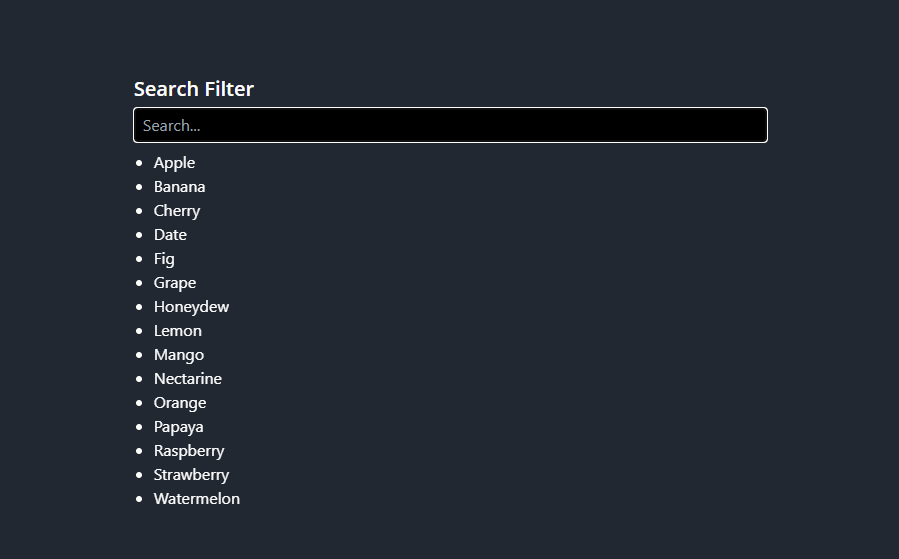 Search Filter
Search...
Apple
Banana
Cherry
Date
Fig
Grape
Honeydew
Lemon
Mango
Nectarine
Orange
Papaya
Raspberry
Strawberry
Watermelon